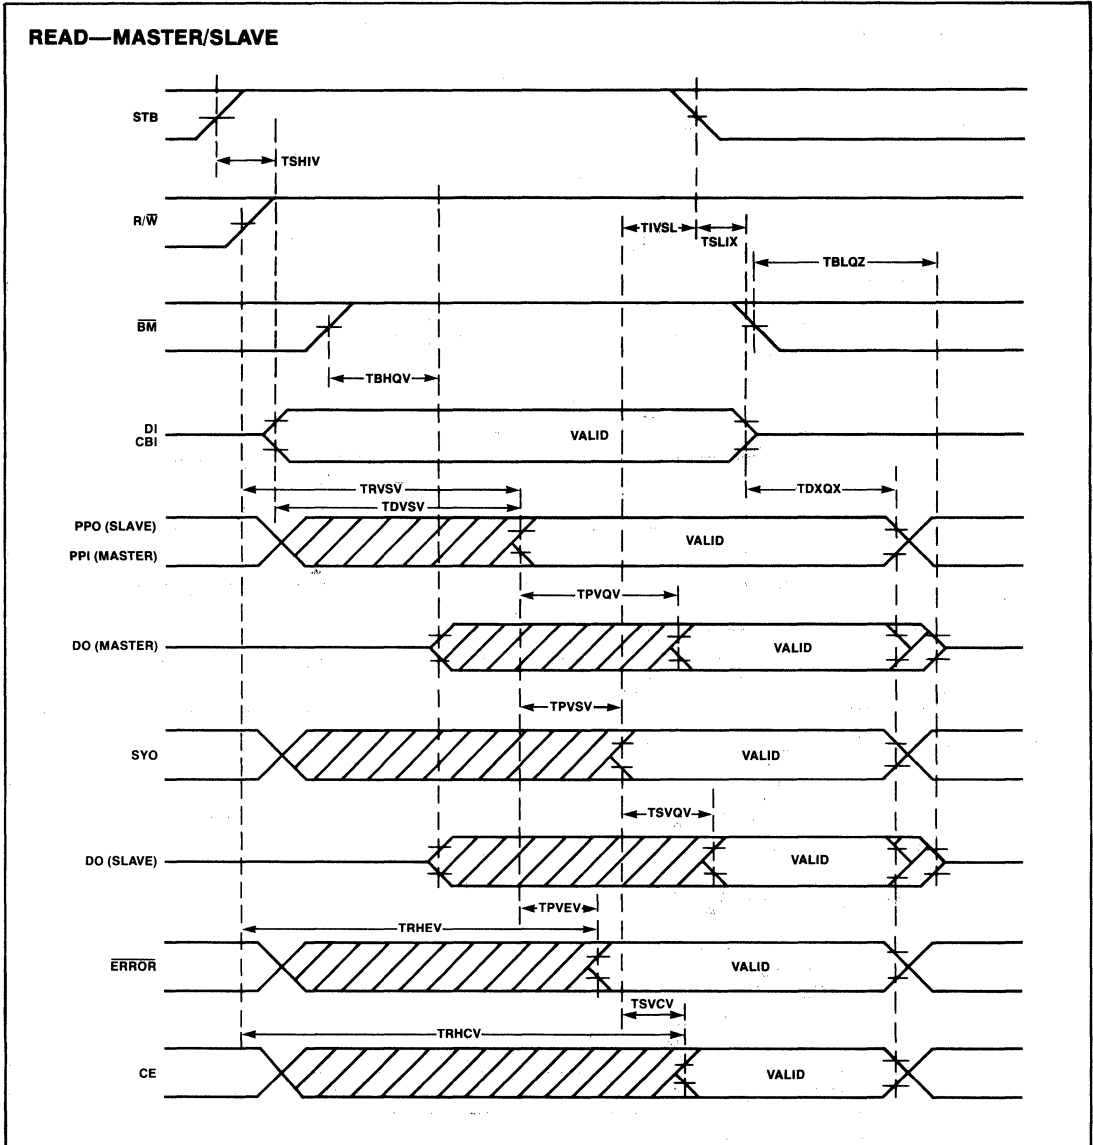 READ—MASTER/SLAVE
STB
TSHIV
R/W̅
TIVSL
TSLIX
TBLQZ
B̅M̅
TBHQV
DI
CBI
VALID
TRVSV
TDXQX
TDVSV
PPO (SLAVE)
VALID
PPI (MASTER)
TPVQV
DO (MASTER)
VALID
TPVSV
SYO
VALID
TSVQV
DO (SLAVE)
VALID
TPVEV
TRHEV
E̅R̅R̅O̅R̅
VALID
TSVCV
TRHCV
CE
VALID